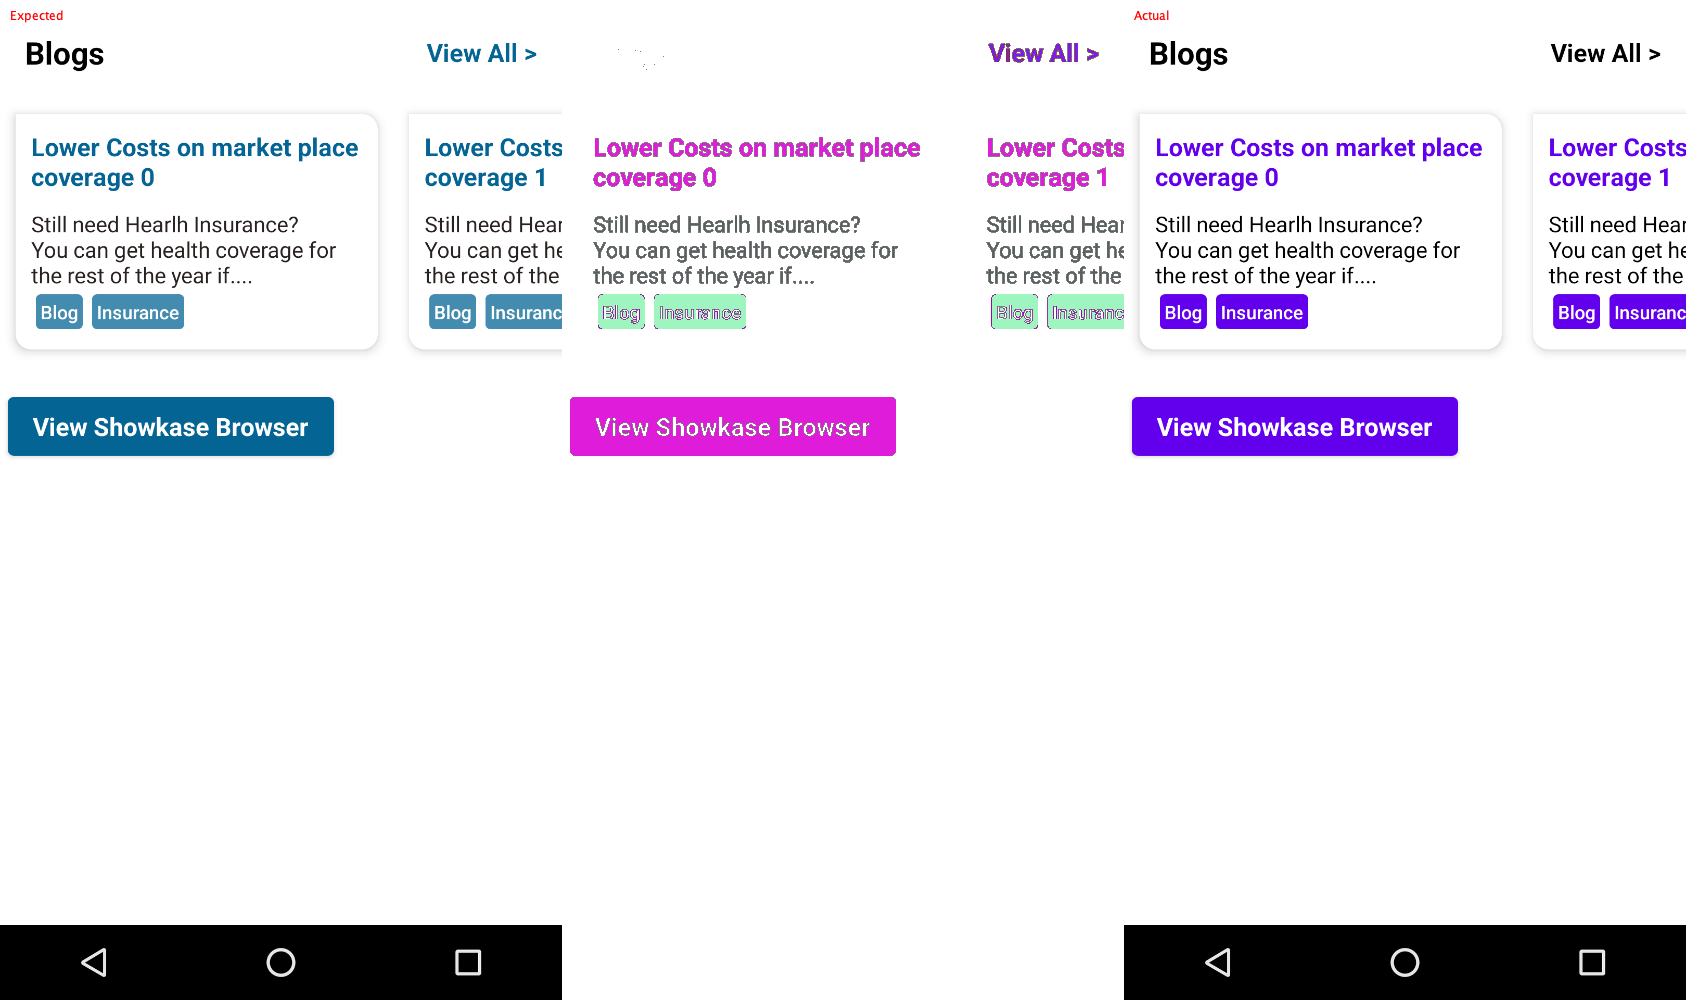 Expected
Blogs
View All >
Lower Costs on market place
coverage 0
Still need Hearlh Insurance?
You can get health coverage for
the rest of the year if....
Blog Insurance
Lower Costs
coverage 1
Still need Hear
You can get he
the rest of the
Blog Insuranc
View Showkase Browser
View All >
Lower Costs on market place
coverage 0
Still need Hearlh Insurance?
You can get health coverage for
the rest of the year if....
Blog Insurance
Lower Costs
coverage 1
Still need Hear
You can get he
the rest of the
Blog Insuranc
View Showkase Browser
Actual
Blogs
View All >
Lower Costs on market place
coverage 0
Still need Hearlh Insurance?
You can get health coverage for
the rest of the year if....
Blog Insurance
Lower Costs
coverage 1
Still need Hear
You can get he
the rest of the
Blog Insuranc
View Showkase Browser